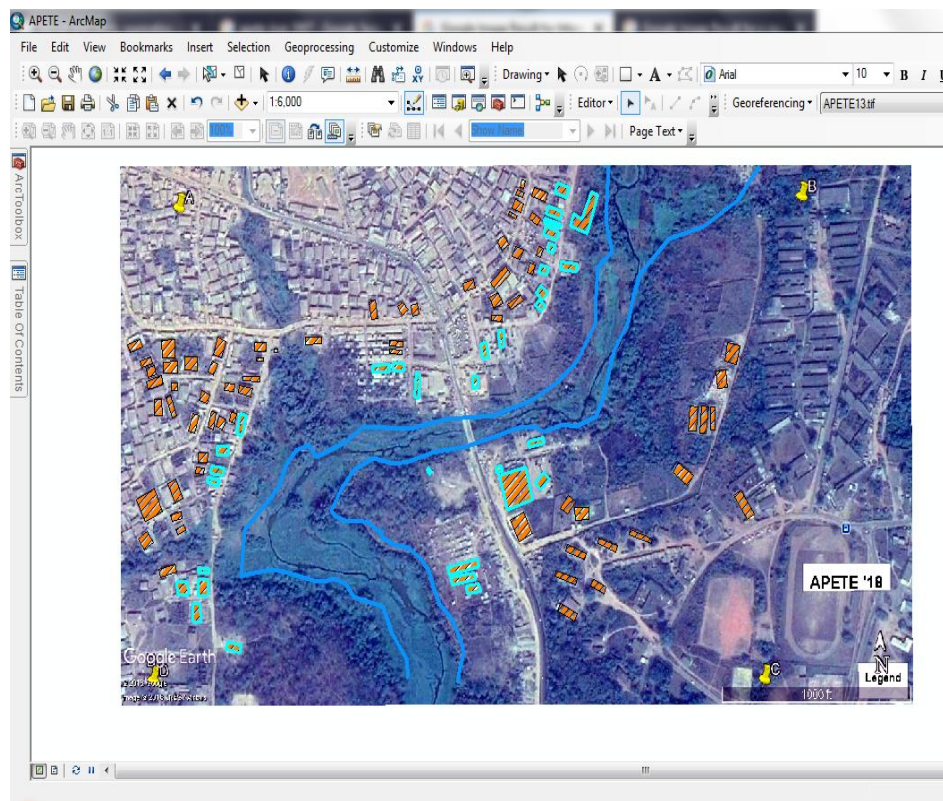 APETE - ArcMap
File Edit View Bookmarks Insert Selection Geoprocessing Customize Windows Help
Drawing A Arial 10 B I U
1:6,000 Editor Georeferencing APETE13.tif
100% Show Name Page Text
ArcToolbox
Table Of Contents
A
B
APETE '18
Google Earth
N
D
C
Legend
1000 ft